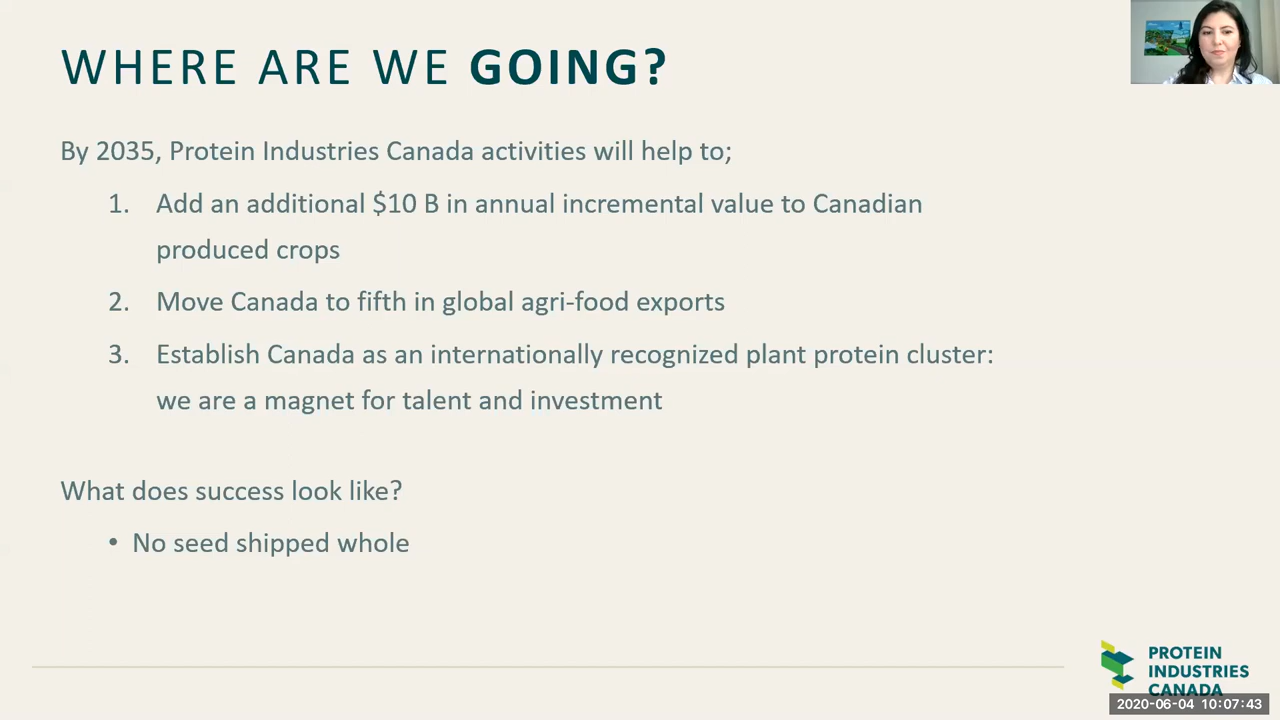 WHERE ARE WE GOING?
By 2035, Protein Industries Canada activities will help to;
1. Add an additional $10 B in annual incremental value to Canadian
produced crops
2. Move Canada to fifth in global agri-food exports
3. Establish Canada as an internationally recognized plant protein cluster:
we are a magnet for talent and investment
What does success look like?
• No seed shipped whole
PROTEIN
INDUSTRIES
CANADA
2020-06-04 10:07:43